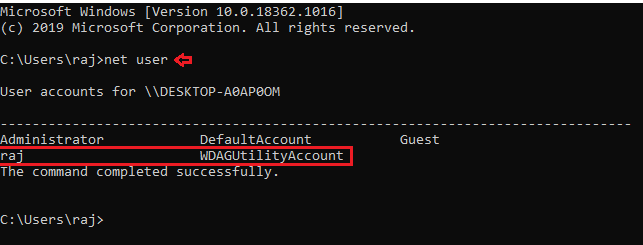 Microsoft Windows [Version 10.0.18362.1016]
(c) 2019 Microsoft Corporation. All rights reserved.
C:\Users\raj>net user
User accounts for \\DESKTOP-A0AP0OM
-------------------------------------------------------------------------------
Administrator            DefaultAccount           Guest
raj                      WDAGUtilityAccount
The command completed successfully.
C:\Users\raj>